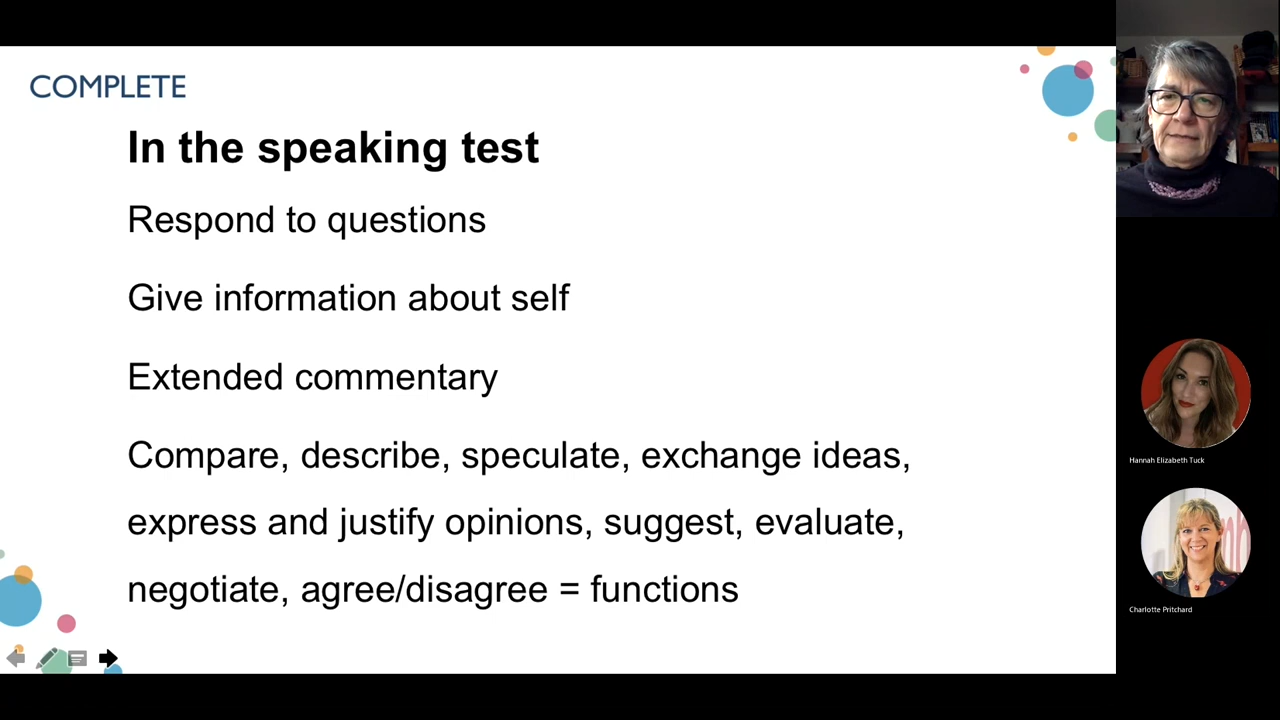 COMPLETE
In the speaking test
Respond to questions
Give information about self
Extended commentary
Compare, describe, speculate, exchange ideas,
express and justify opinions, suggest, evaluate,
negotiate, agree/disagree = functions
Hannah Elizabeth Tuck
Charlotte Pritchard